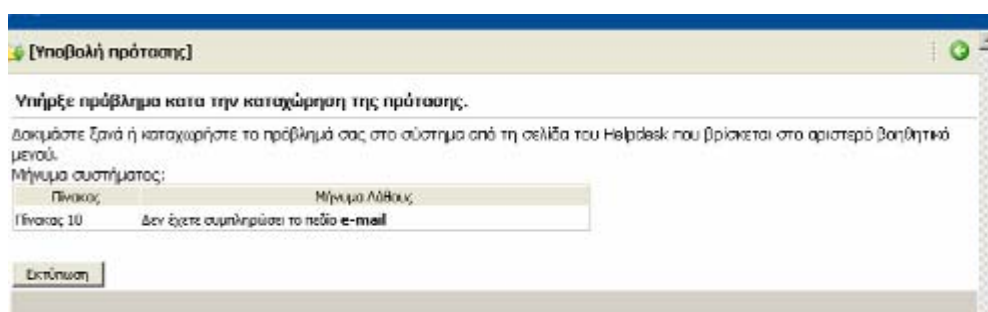 [Υποβολή πρότασης]
Υπήρξε πρόβλημα κατα την καταχώρηση της πρότασης.
Δοκιμάστε ξανά ή καταχωρήστε το πρόβλημά σας στο σύστημα από τη σελίδα του Helpdesk που βρίσκεται στο αριστερό βοηθητικό
μενού.
Μήνυμα συστήματος:
Πίνακας Μήνυμα Λάθους
Πίνακας 10 Δεν έχετε συμπληρώσει το πεδίο e-mail
Εκτύπωση